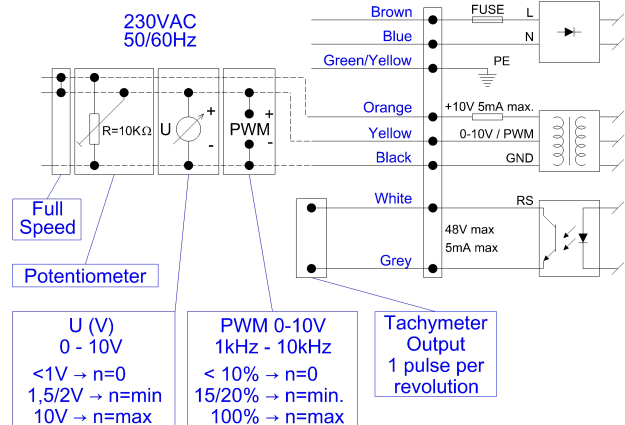 230VAC
50/60Hz
Brown
FUSE
L
Blue
N
Green/Yellow
PE
Orange
+10V 5mA max.
Yellow
0-10V / PWM
Black
GND
R=10KΩ
U
+
-
PWM
+
-
White
RS
48V max
5mA max
Grey
Full
Speed
Potentiometer
U (V)
0 - 10V
<1V → n=0
1,5/2V → n=min
10V → n=max
PWM 0-10V
1kHz - 10kHz
< 10% → n=0
15/20% → n=min.
100% → n=max
Tachymeter
Output
1 pulse per
revolution